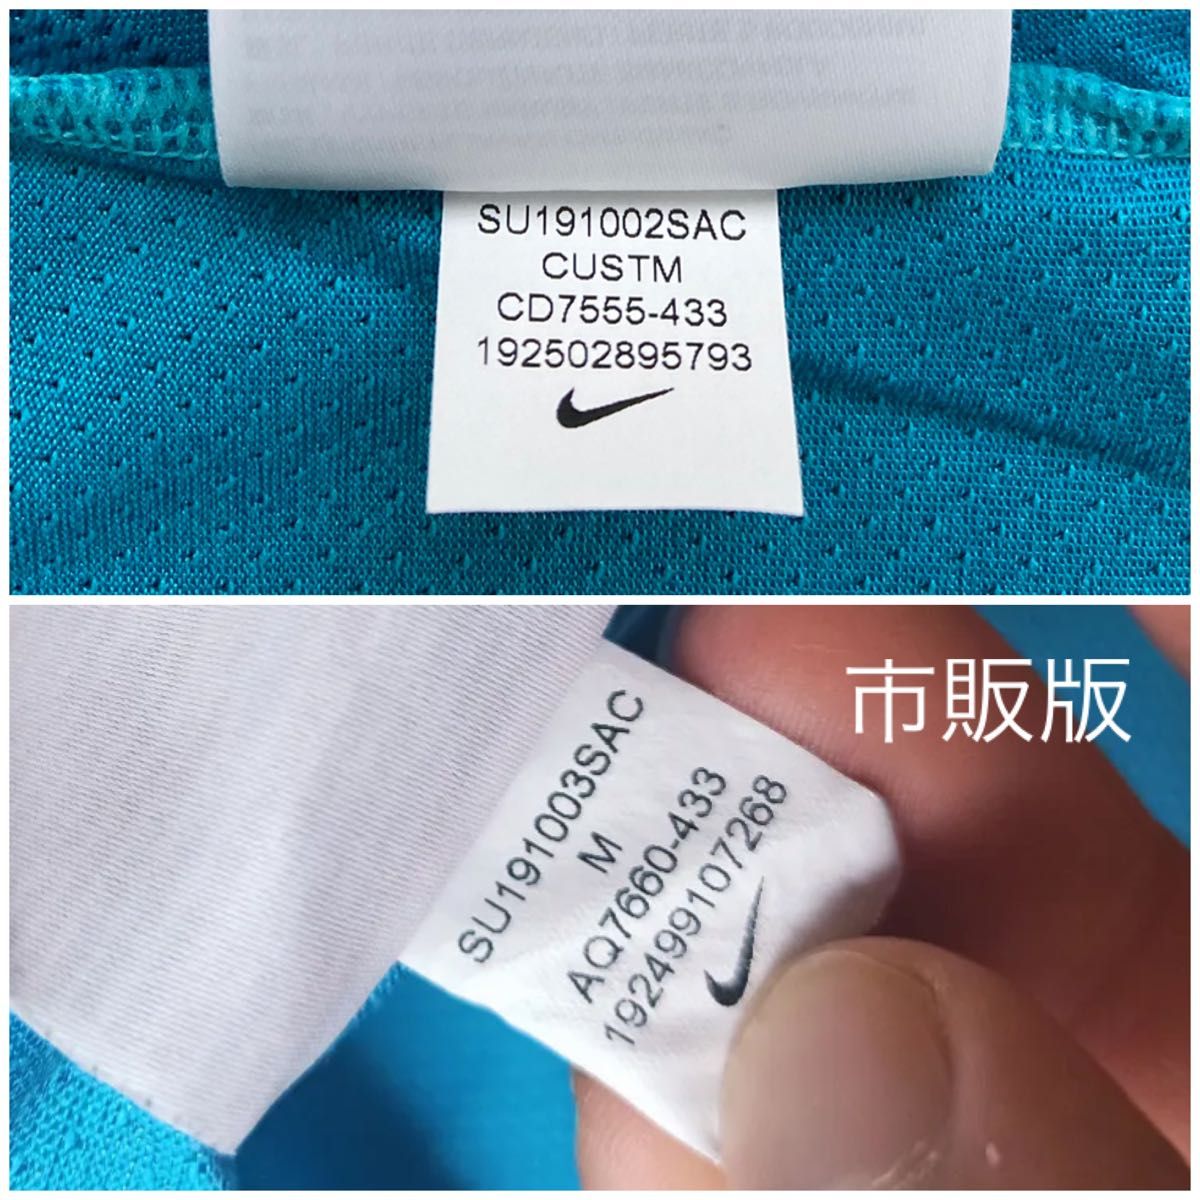 SU191002SAC
CUSTM
CD7555-433
192502895793
市販版
SU191003SAC
M
AQ7660-433
192499107268